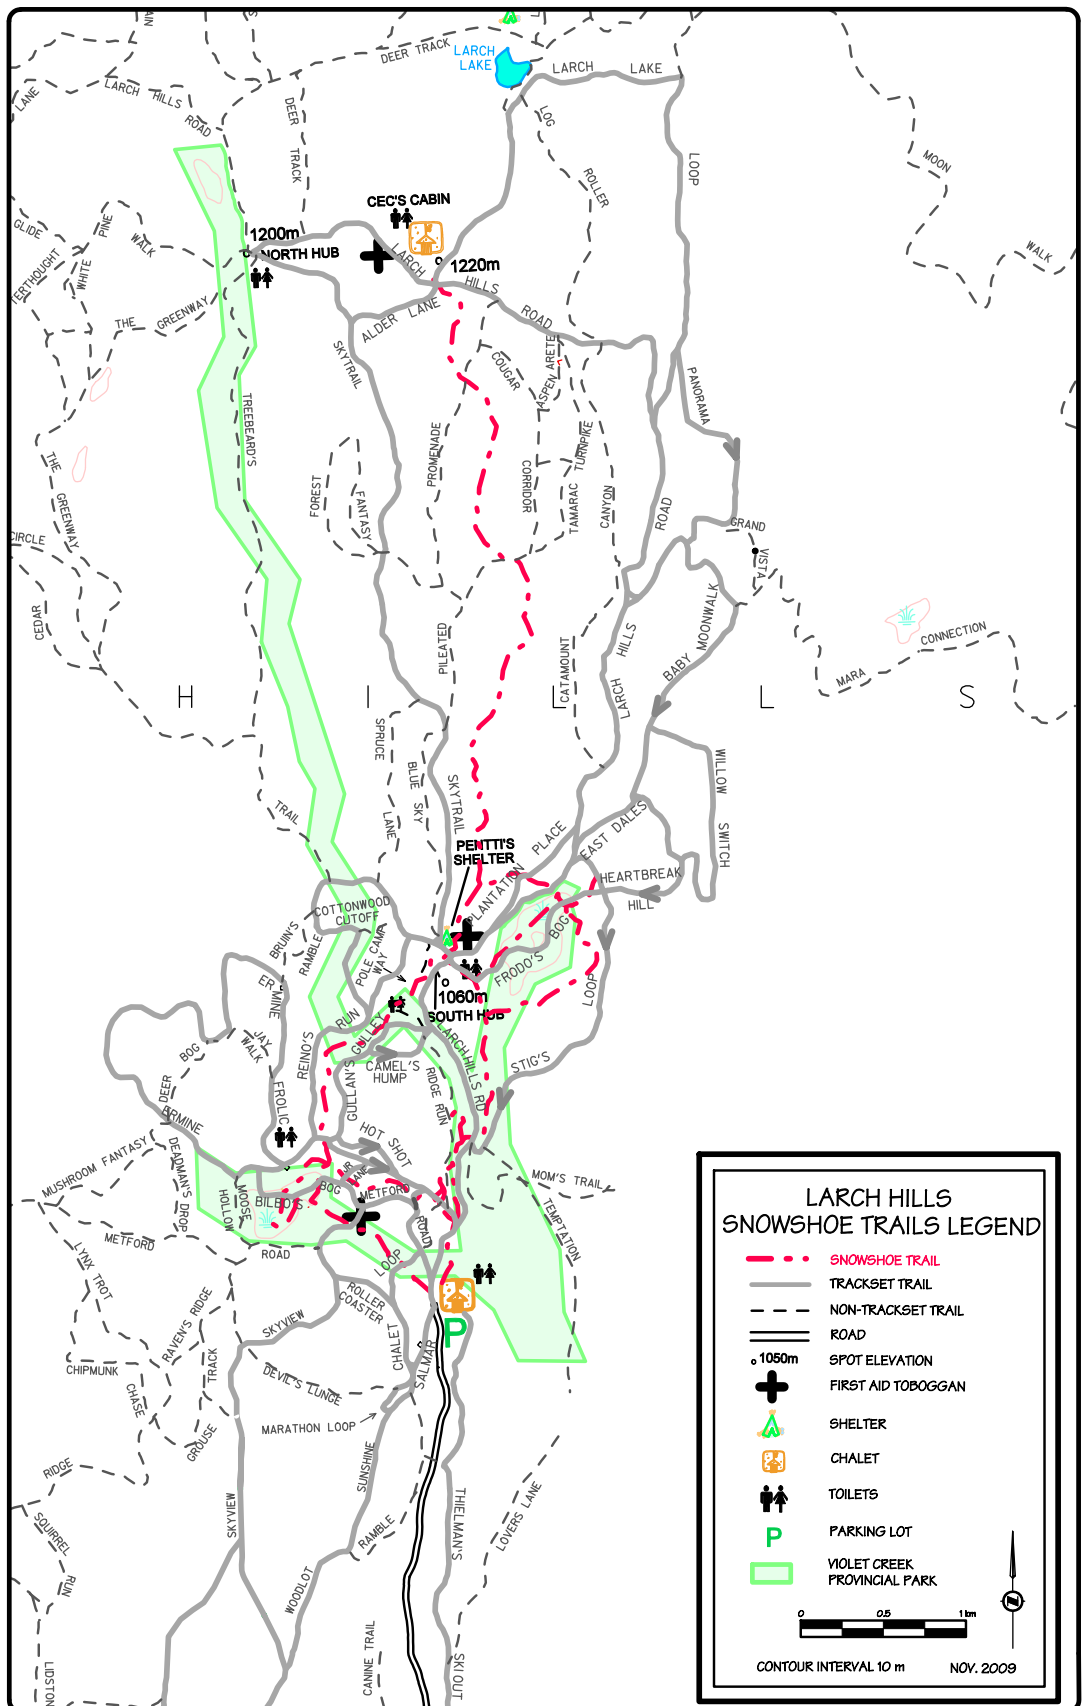 DEER TRACK
LARCH
LAKE
LARCH LAKE
LANE
LARCH HILLS
ROAD
DEER
TRACK
LOG
ROLLER
LOOP
MOON
WALK
CEC'S CABIN
GLIDE
PINE
WHITE
WALK
1200m
NORTH HUB
1220m
LARCH
HILLS
ROAD
THE GREENWAY
ALDER LANE
SKYTRAIL
COUGAR
ASPEN ARETE
PANORAMA
TREEBEARD'S
PROMENADE
CORRIDOR
TURNPIKE
TAMARAC
CANYON
FOREST
FANTASY
THE
GREENWAY
ROAD
GRAND
VISTA
CIRCLE
CEDAR
PILEATED
CATAMOUNT
HILLS
LARCH
BABY MOONWALK
MARA
CONNECTION
H I L L S
SPRUCE
LANE
BLUE SKY
SKYTRAIL
WILLOW
SWITCH
TRAIL
PENTTI'S
SHELTER
PLANTATION
PLACE
EAST DALES
HEARTBREAK
HILL
COTTONWOOD
CUTOFF
BRUIN'S
RAMBLE
POLE CAMP
WAY
FRODO'S
BOG
LOOP
1060m
SOUTH HUB
ERMINE
JAY
WALK
BOG
REINO'S
RUN
GULLEY
GULLAN'S
CAMEL'S
HUMP
LARCH HILLS RD
RIDGE RUN
STIG'S
DEER
ERMINE
FROLIC
HOT SHOT
JR
LANE
MUSHROOM FANTASY
DEADMAN'S
DROP
MOOSE
HOLLOW
BILBO'S
BOG
METFORD
ROAD
MOM'S TRAIL
TEMPTATION
METFORD
ROAD
LYNX TROT
LOOP
ROLLER
COASTER
SKYVIEW
RAVEN'S RIDGE
TRACK
CHALET
SALMAR
P
CHIPMUNK
CHASE
DEVIL'S LUNGE
MARATHON LOOP
GROUSE
RIDGE
SUNSHINE
SKYVIEW
SQUIRREL
RUN
RAMBLE
THIELMAN'S
LOVERS LANE
WOODLOT
CANINE TRAIL
SKI OUT
LARCH HILLS
SNOWSHOE TRAILS LEGEND
SNOWSHOE TRAIL
TRACKSET TRAIL
NON-TRACKSET TRAIL
ROAD
1050m SPOT ELEVATION
FIRST AID TOBOGGAN
SHELTER
CHALET
TOILETS
P PARKING LOT
VIOLET CREEK
PROVINCIAL PARK
0 0.5 1 km
CONTOUR INTERVAL 10 m NOV. 2009